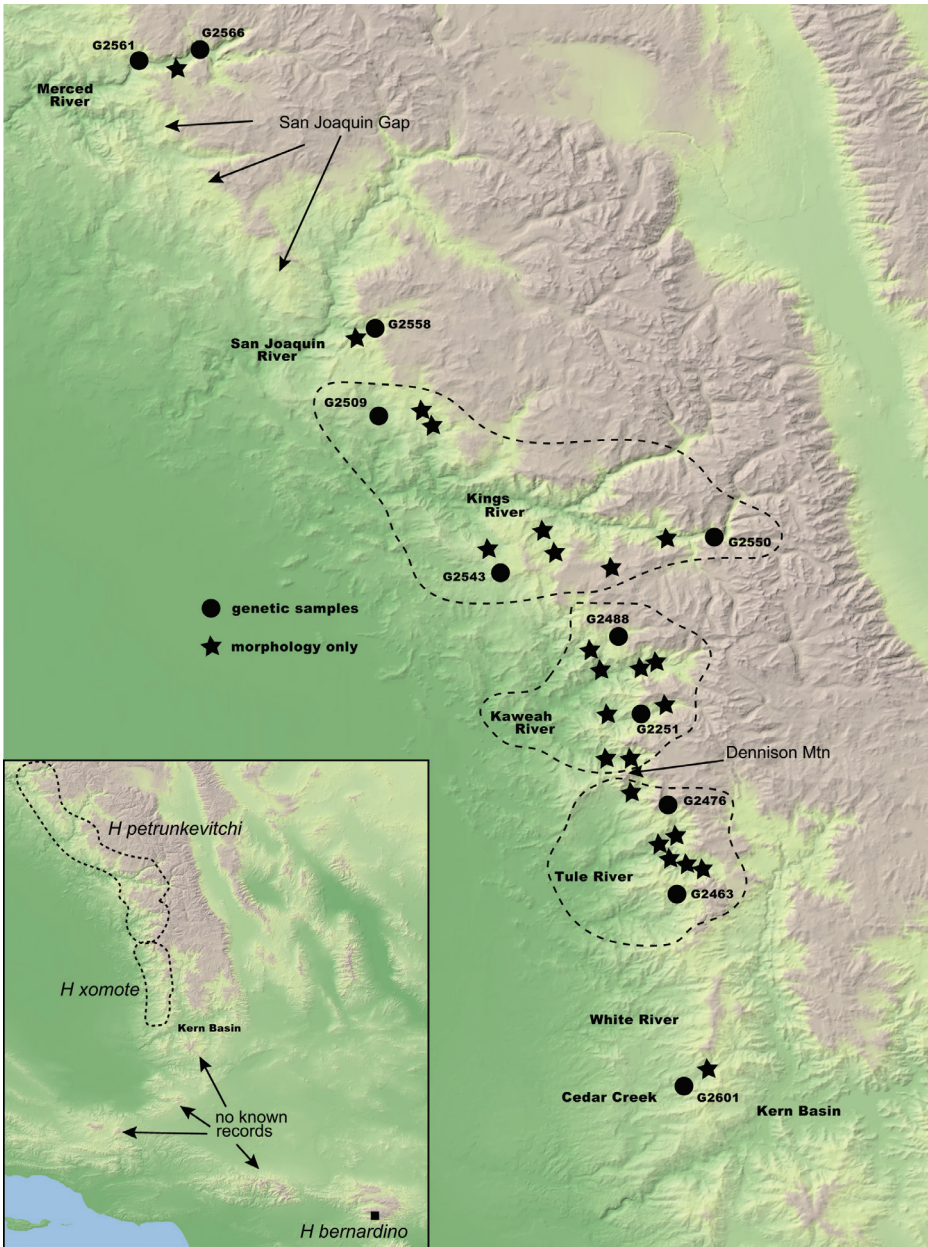 G2566
G2561
Merced
River
San Joaquin Gap
G2558
San Joaquin
River
G2509
Kings
River
G2550
G2543
genetic samples
G2488
morphology only
Kaweah
River
G2251
Dennison Mtn
G2476
Tule River
G2463
White River
Cedar Creek
G2601
Kern Basin
H petrunkevitchi
H xomote
Kern Basin
no known
records
H bernardino